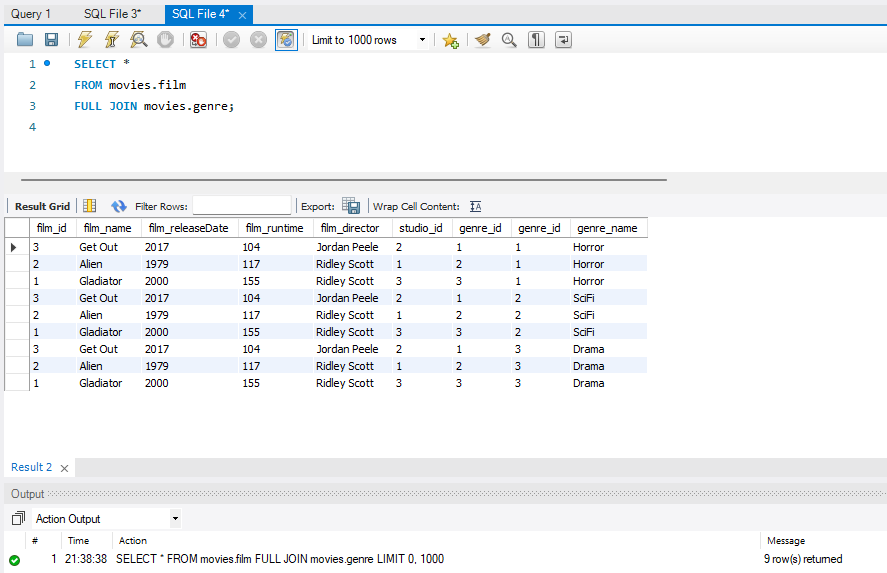 Query 1 SQL File 3* SQL File 4*
Limit to 1000 rows
1 SELECT *
2 FROM movies.film
3 FULL JOIN movies.genre;
4
Result Grid Filter Rows: Export: Wrap Cell Content:
film_id film_name film_releaseDate film_runtime film_director studio_id genre_id genre_id genre_name
3 Get Out 2017 104 Jordan Peele 2 1 1 Horror
2 Alien 1979 117 Ridley Scott 1 2 1 Horror
1 Gladiator 2000 155 Ridley Scott 3 3 1 Horror
3 Get Out 2017 104 Jordan Peele 2 1 2 SciFi
2 Alien 1979 117 Ridley Scott 1 2 2 SciFi
1 Gladiator 2000 155 Ridley Scott 3 3 2 SciFi
3 Get Out 2017 104 Jordan Peele 2 1 3 Drama
2 Alien 1979 117 Ridley Scott 1 2 3 Drama
1 Gladiator 2000 155 Ridley Scott 3 3 3 Drama
Result 2
Output
Action Output
# Time Action Message
1 21:38:38 SELECT * FROM movies.film FULL JOIN movies.genre LIMIT 0, 1000 9 row(s) returned